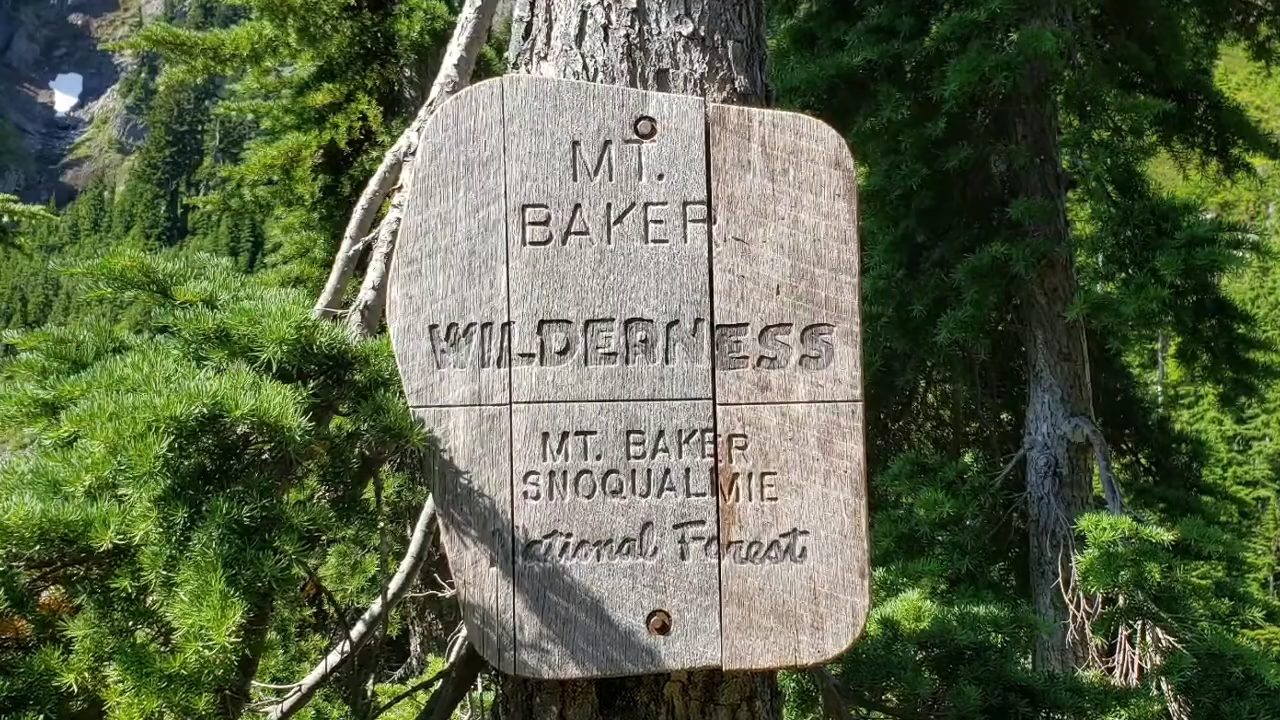 MT.
BAKER
WILDERNESS
MT. BAKER
SNOQUALMIE
National Forest